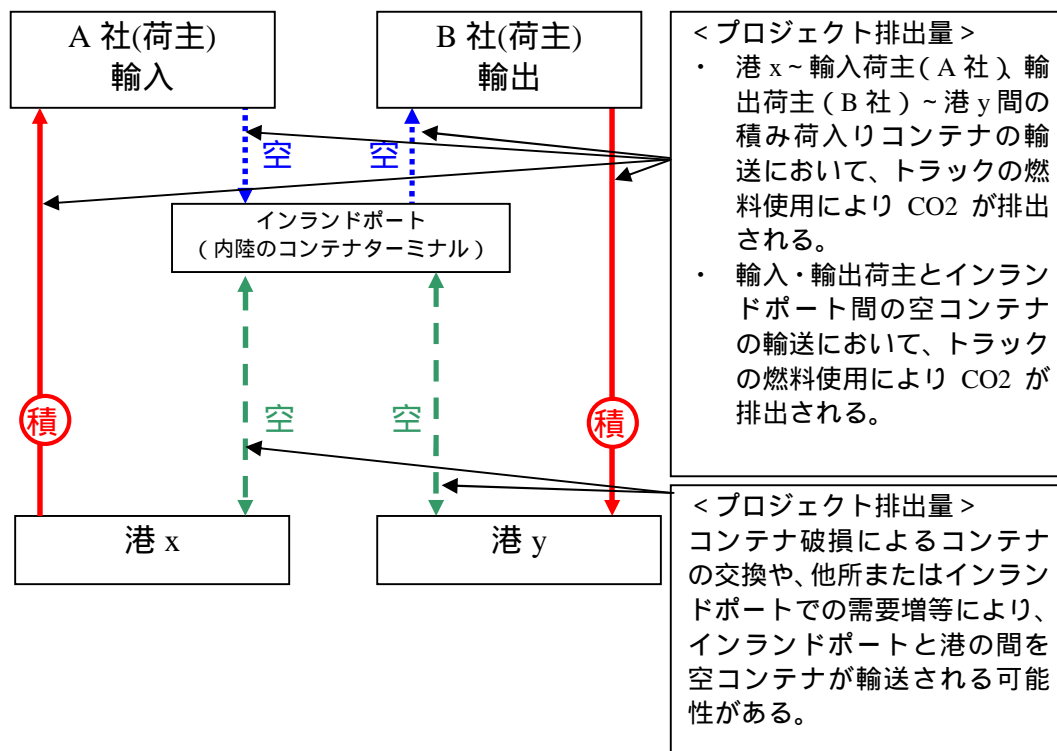 A 社(荷主)
輸入
B 社(荷主)
輸出
空
空
インランドポート
(内陸のコンテナターミナル)
空
空
積
積
港 x
港 y
<プロジェクト排出量>
・ 港 x~輸入荷主(A 社)、輸
出荷主(B 社)~港 y 間の
積み荷入りコンテナの輸
送において、トラックの燃
料使用により CO2 が排出
される。
・ 輸入・輸出荷主とインラン
ドポート間の空コンテナ
の輸送において、トラック
の燃料使用により CO2 が
排出される。
<プロジェクト排出量>
コンテナ破損によるコンテナ
の交換や、他所またはインラン
ドポートでの需要増等により、
インランドポートと港の間を
空コンテナが輸送される可能
性がある。